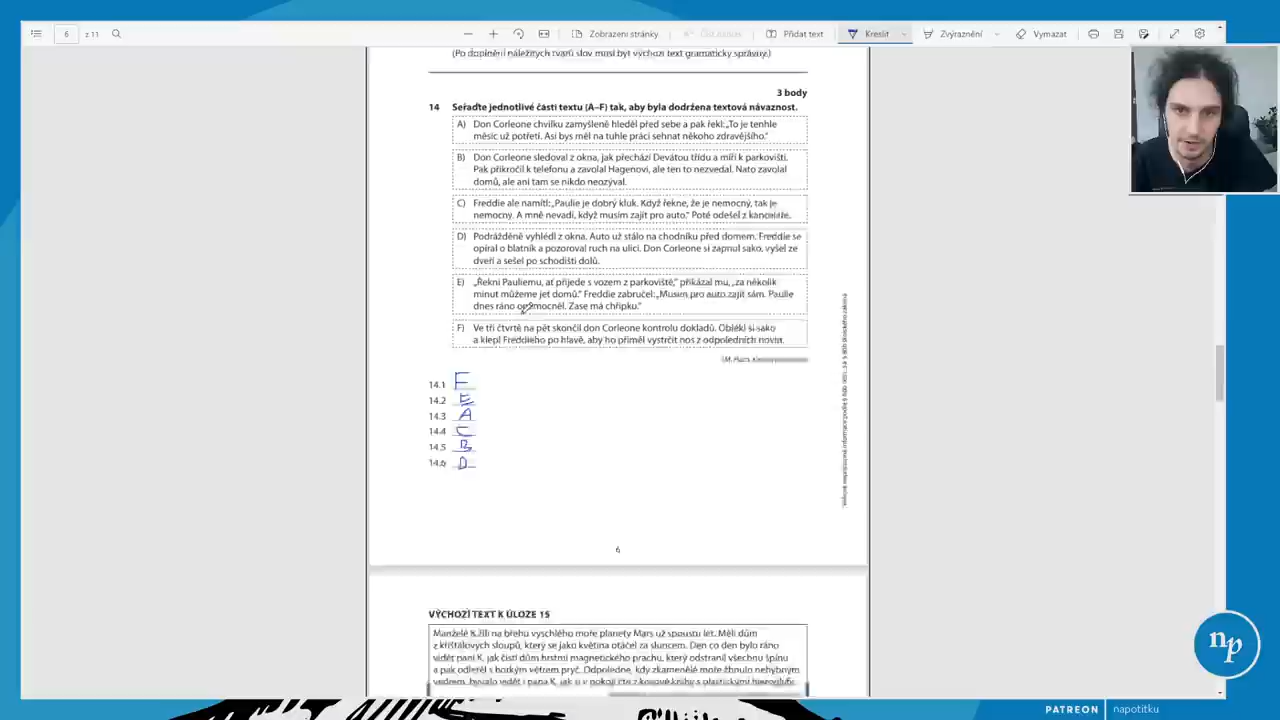 6 z 11 Zobrazení stránky Přidat text Kreslit Zvýraznění Vymazat
(Po doplnění náležitých tvarů slov musí být výchozí text gramaticky správný.)
3 body
14 Seřaďte jednotlivé části textu (A–F) tak, aby byla dodržena textová návaznost.
A) Don Corleone chvilku zamyšleně hleděl před sebe a pak řekl: „To je tenhle
měsíc už potřetí. Asi bys měl na tuhle práci sehnat někoho zdravějšího.“
B) Don Corleone sledoval z okna, jak přechází Devátou třídu a míří k parkovišti.
Pak přikročil k telefonu a zavolal Hagenovi, ale ten to nezvedal. Nato zavolal
domů, ale ani tam se nikdo neozýval.
C) Freddie ale namítl: „Paulie je dobrý kluk. Když řekne, že je nemocný, tak je
nemocný. A mně nevadí, když musím zajít pro auto.“ Poté odešel z kanceláře.
D) Podrážděně vyhlédl z okna. Auto už stálo na chodníku před domem. Freddie se
opíral o blatník a pozoroval ruch na ulici. Don Corleone si zapnul sako, vyšel ze
dveří a sešel po schodišti dolů.
E) „Řekni Pauliemu, ať přijede s vozem z parkoviště,“ přikázal mu, „za několik
minut můžeme jet domů.“ Freddie zabručel: „Musím pro auto zajít sám. Paulie
dnes ráno onemocněl. Zase má chřipku.“
F) Ve tři čtvrtě na pět skončil don Corleone kontrolu dokladů. Oblékl si sako
a klepl Freddieho po hlavě, aby ho přiměl vystrčit nos z odpoledních novin.
14.1 F
14.2 E
14.3 A
14.4 C
14.5 B
14.6 D
6
VÝCHOZÍ TEXT K ÚLOZE 15
Manželé K žili na břehu vyschlého moře planety Mars už spoustu let. Měli dům
z křišťálových sloupů, který se jako květina otáčel za sluncem. Den co den bylo ráno
vidět paní K, jak čistí dům hrstmi magnetického prachu, který odstranil všechnu špínu
a pak odlétl s horkým větrem pryč. Odpoledne, kdy zkamenělé moře žhnulo nehybným
vedrem, bývalo vidět i pana K, jak si v pokoji čte z kovové knihy s plastickými hieroglyfy
np
PATREON napotitku